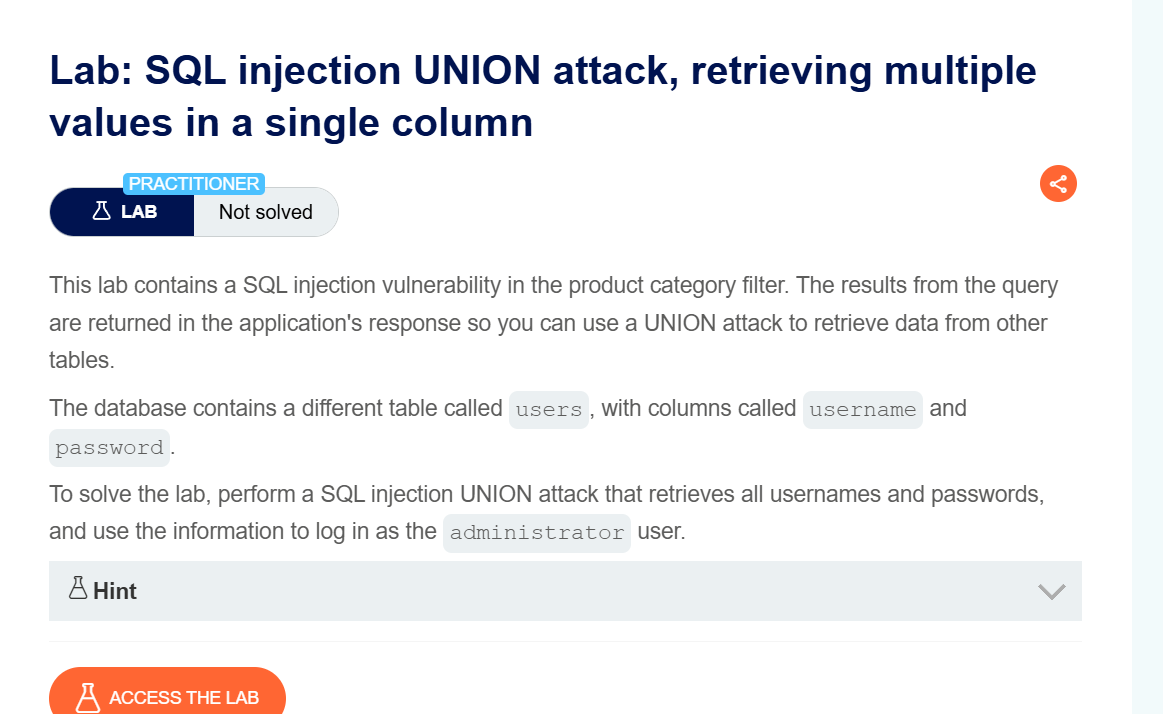 Lab: SQL injection UNION attack, retrieving multiple
values in a single column
PRACTITIONER
LAB Not solved
This lab contains a SQL injection vulnerability in the product category filter. The results from the query
are returned in the application's response so you can use a UNION attack to retrieve data from other
tables.
The database contains a different table called users, with columns called username and
password.
To solve the lab, perform a SQL injection UNION attack that retrieves all usernames and passwords,
and use the information to log in as the administrator user.
Hint
ACCESS THE LAB